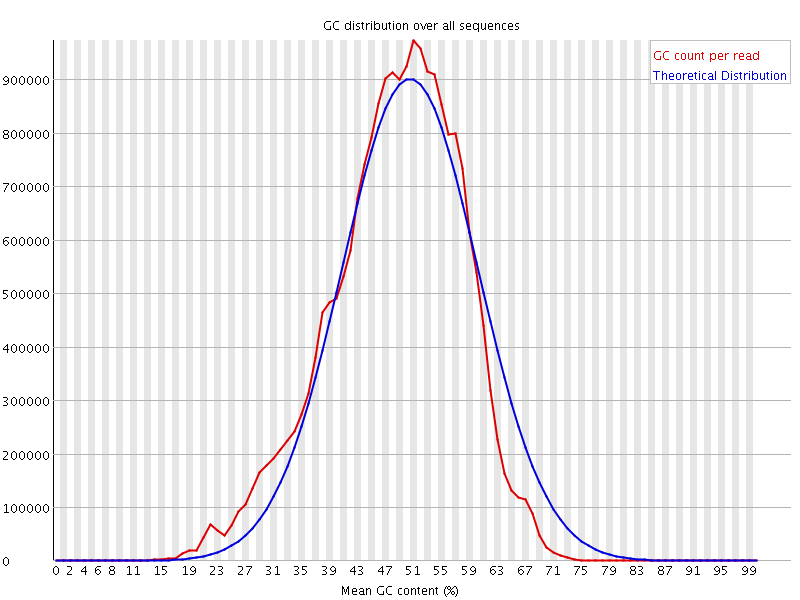 GC distribution over all sequences
GC count per read
Theoretical Distribution
900000
800000
700000
600000
500000
400000
300000
200000
100000
0
0 2 4 6 8 11 15 19 23 27 31 35 39 43 47 51 55 59 63 67 71 75 79 83 87 91 95 99
Mean GC content (%)